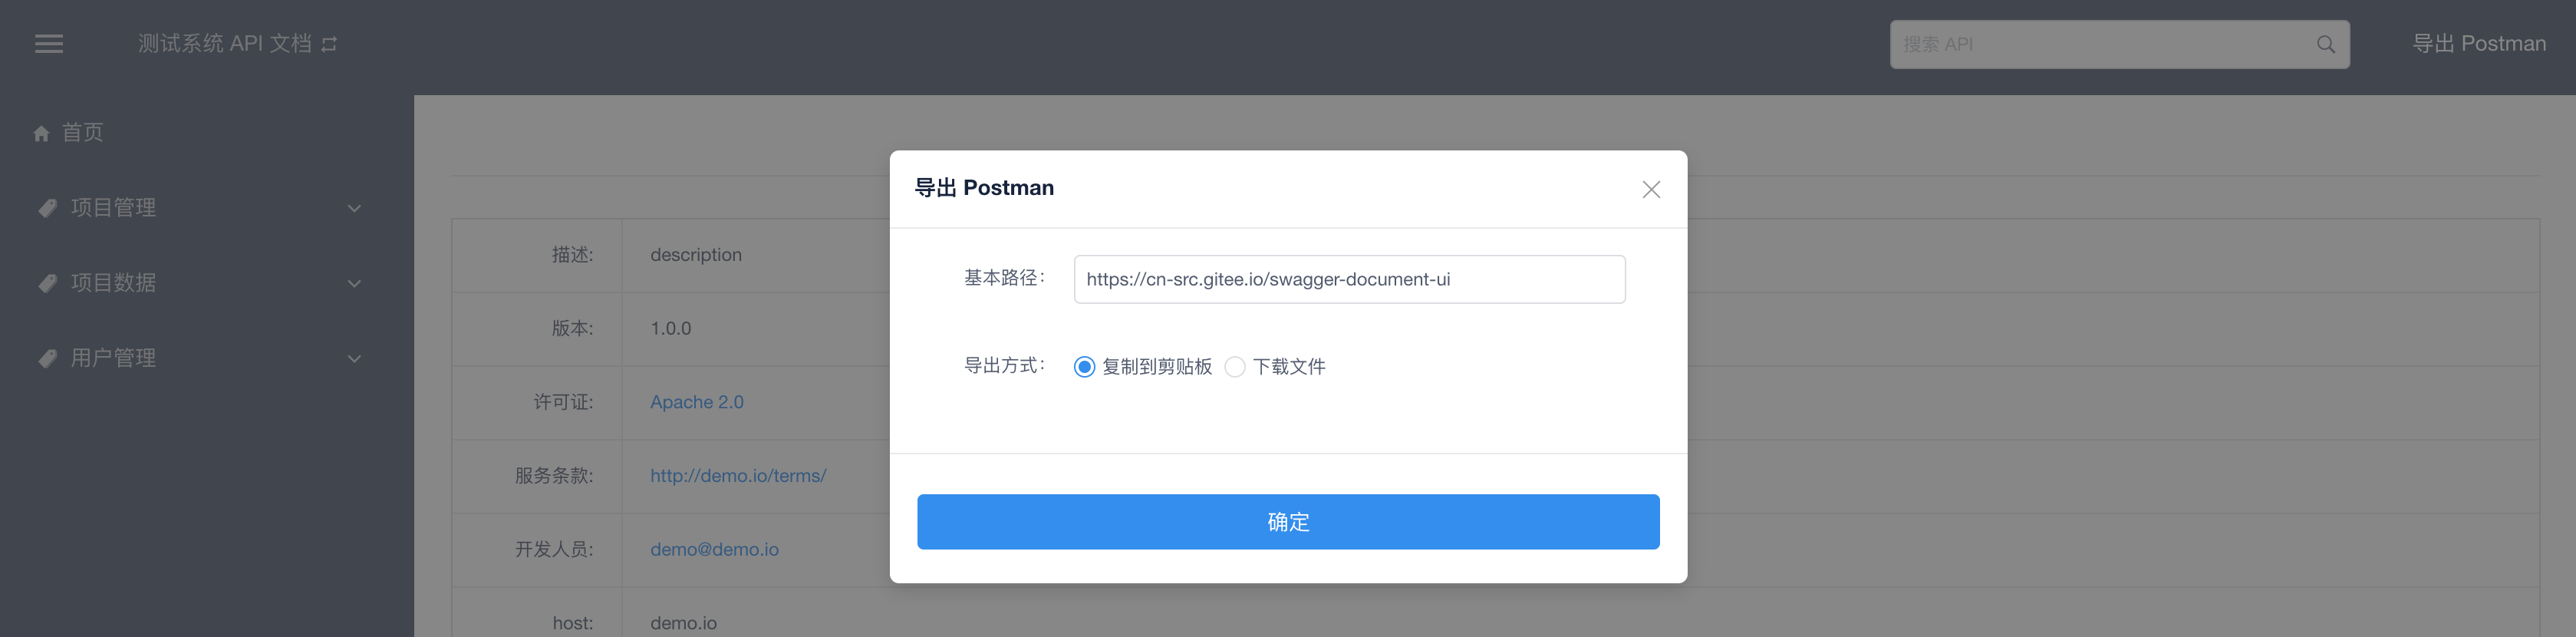 测试系统 API 文档
搜索 API
导出 Postman
首页
项目管理
项目数据
用户管理
描述: description
版本: 1.0.0
许可证: Apache 2.0
服务条款: http://demo.io/terms/
开发人员: demo@demo.io
host: demo.io
导出 Postman
基本路径: https://cn-src.gitee.io/swagger-document-ui
导出方式: 复制到剪贴板 下载文件
确定